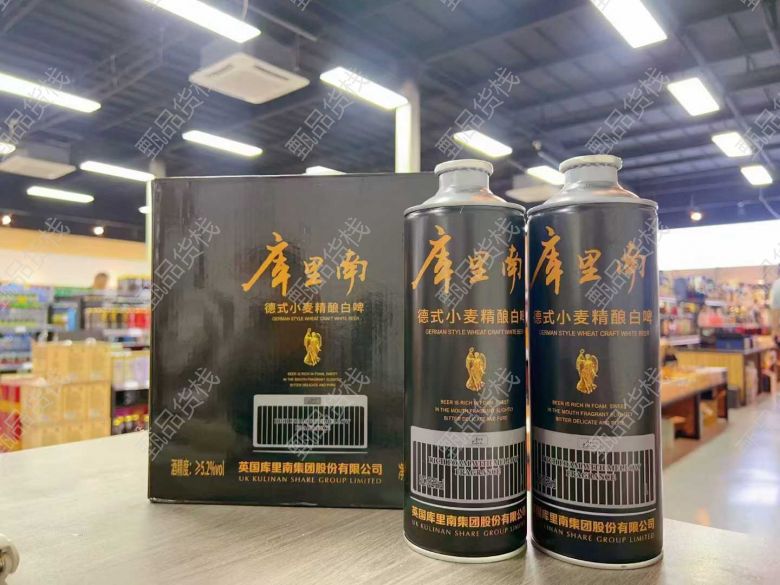 库里南
德式小麦精酿白啤
GERMAN STYLE WHEAT CRAFT WHITE BEER
BEER IS RICH IN FOAM, SWEET
IN THE MOUTH FRAGRANT SLIGHTLY
BITTER DELICATE AND PURE
酒精度：≥5.2%vol
净
英国库里南集团股份有限公司
UK KULINAN SHARE GROUP LIMITED
库里南
德式小麦精酿白啤
GERMAN STYLE WHEAT CRAFT WHITE BEER
BEER IS RICH IN FOAM, SWEET
IN THE MOUTH FRAGRANT SLIGHTLY
BITTER DELICATE AND PURE
英国库里南集团股份有限公司
UK KULINAN SHARE GROUP LIMITED
库里南
德式小麦精酿白啤
GERMAN STYLE WHEAT CRAFT WHITE BEER
BEER IS RICH IN FOAM, SWEET
IN THE MOUTH FRAGRANT SLIGHTLY
BITTER DELICATE AND PURE
英国库里南集团股份有限公司
UK KULINAN SHARE GROUP LIMITED
甄品货栈